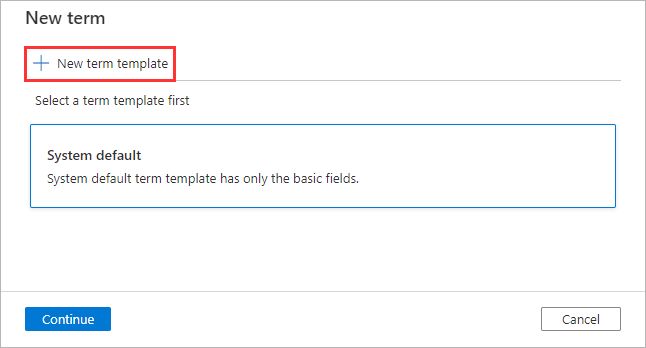 New term
New term template
Select a term template first
System default
System default term template has only the basic fields.
Continue
Cancel